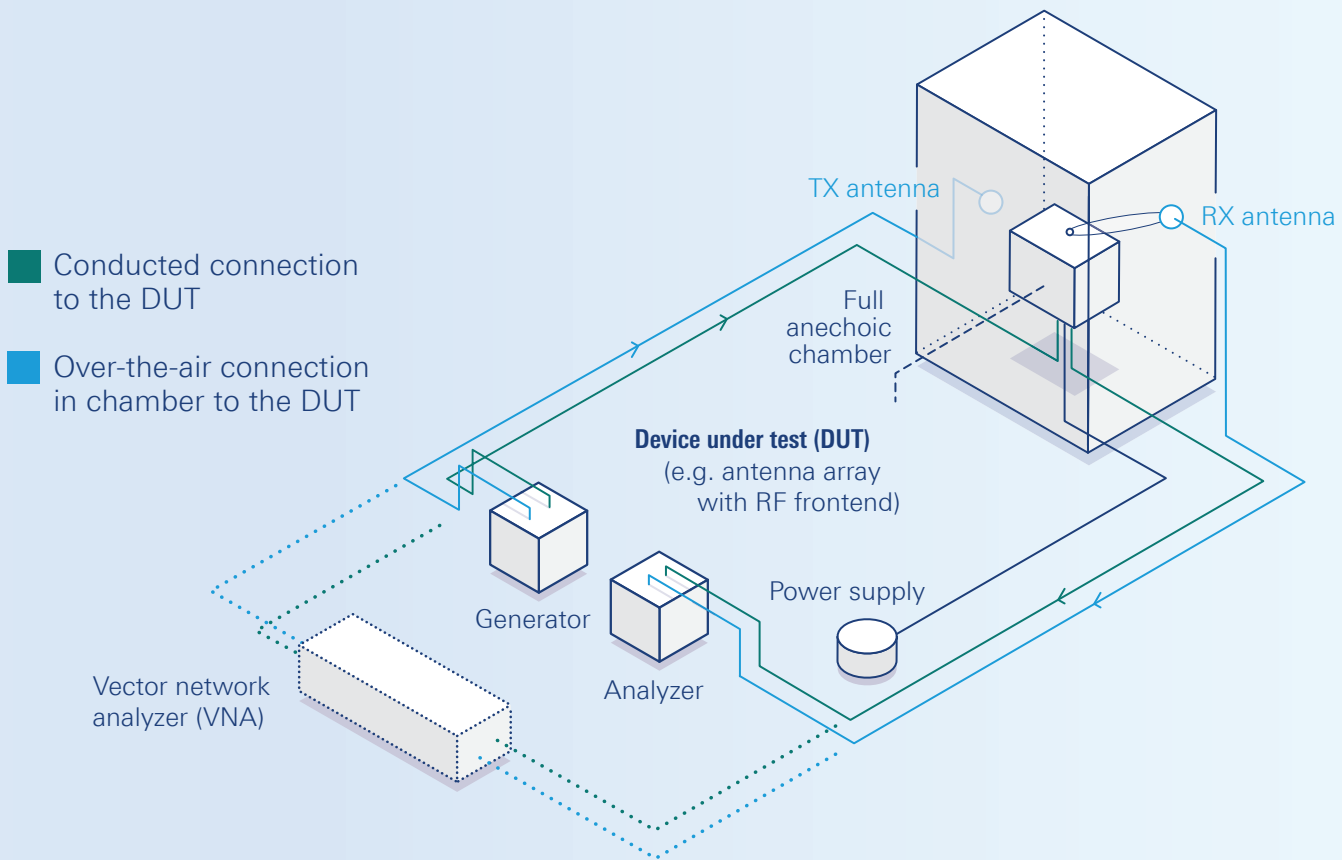 TX antenna
RX antenna
Conducted connection
to the DUT
Full
anechoic
chamber
Over-the-air connection
in chamber to the DUT
Device under test (DUT)
(e.g. antenna array
with RF frontend)
Power supply
Generator
Analyzer
Vector network
analyzer (VNA)